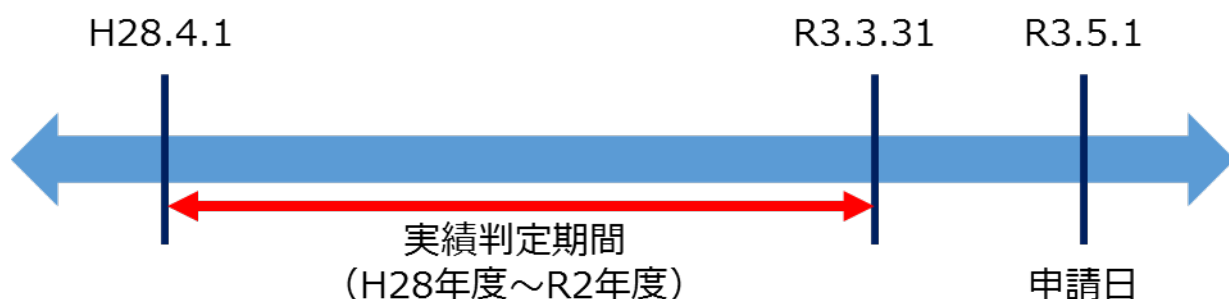 H28.4.1
R3.3.31
R3.5.1
実績判定期間
（H28年度～R2年度）
申請日